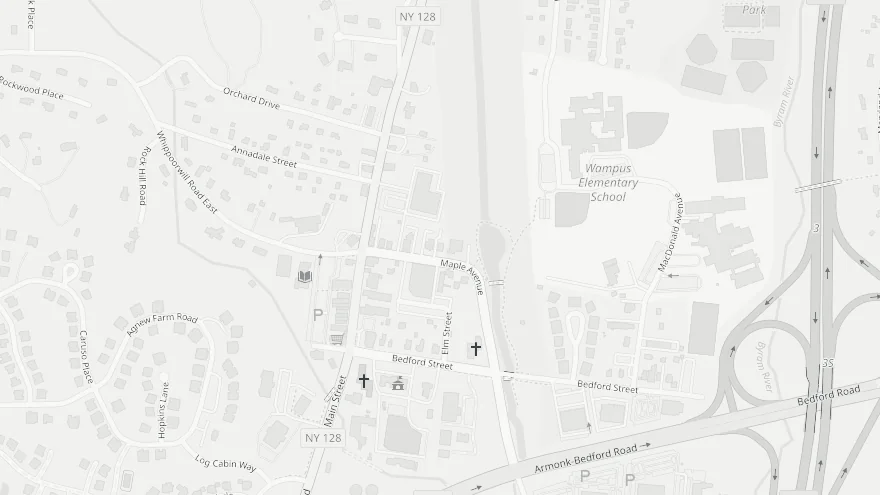 k Place
NY 128
Park
Rockwood Place
Orchard Drive
Byram River
Annadale Street
Whippoorwill Road East
Rock Hill Road
Wampus
Elementary
School
MacDonald Avenue
3
Maple Avenue
P
Agnew Farm Road
Elm Street
Caruso Place
Bedford Street
Bedford Street
Byram River
3S
Bedford Road
Hopkins Lane
Main Street
NY 128
Armonk-Bedford Road
Log Cabin Way
P
P
d